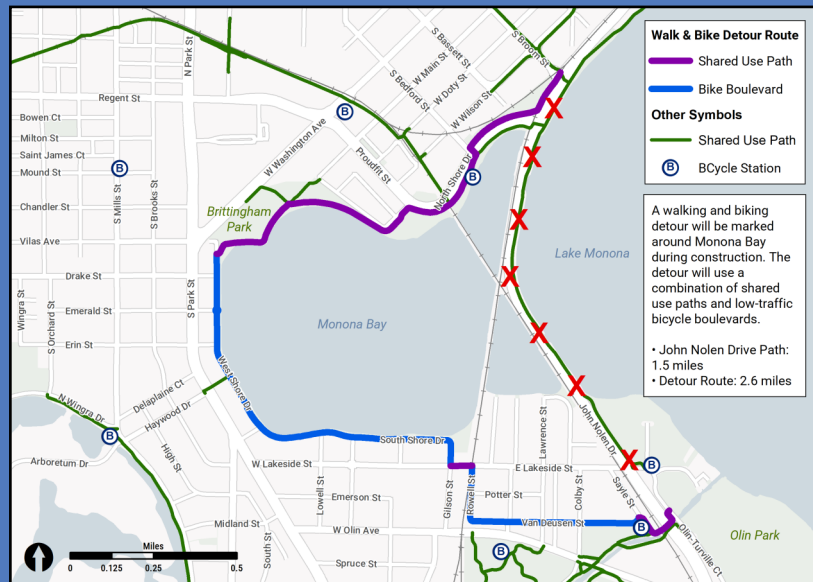 Walk & Bike Detour Route
Shared Use Path
Bike Boulevard
Other Symbols
Shared Use Path
B
BCycle Station
A walking and biking
detour will be marked
around Monona Bay
during construction. The
detour will use a
combination of shared
use paths and low-traffic
bicycle boulevards.
• John Nolen Drive Path:
1.5 miles
• Detour Route: 2.6 miles
N Park St
S Bassett St
S Broom St
W Main St
W Doty St
S Bedford St
W Wilson St
Regent St
B
Bowen Ct
Milton St
Saint James Ct
Mound St
B
W Washington Ave
Proudfit St
North Shore Dr
B
S Mills St
S Brooks St
Chandler St
Brittingham
Park
Vilas Ave
Lake Monona
Drake St
Wingra St
S Orchard St
Emerald St
S Park St
Monona Bay
Erin St
West Shore Dr
Delaplaine Ct
N Wingra Dr
Haywood Dr
B
High St
Arboretum Dr
South Shore Dr
Lawrence St
John Nolen Dr
W Lakeside St
E Lakeside St
B
Lowell St
Gilson St
Rowell St
Colby St
Sayle St
Emerson St
Potter St
Midland St
South St
W Olin Ave
Van Deusen St
B
Olin-Turville Ct
Olin Park
B
Spruce St
Miles
0 0.125 0.25 0.5